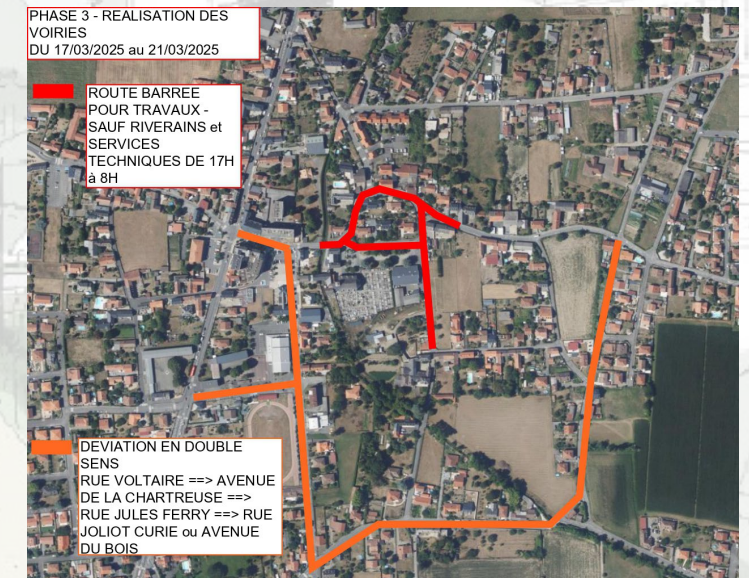 PHASE 3 - REALISATION DES
VOIRIES
DU 17/03/2025 au 21/03/2025
ROUTE BARREE
POUR TRAVAUX -
SAUF RIVERAINS et
SERVICES
TECHNIQUES DE 17H
à 8H
DEVIATION EN DOUBLE
SENS
RUE VOLTAIRE ==> AVENUE
DE LA CHARTREUSE ==>
RUE JULES FERRY ==> RUE
JOLIOT CURIE ou AVENUE
DU BOIS